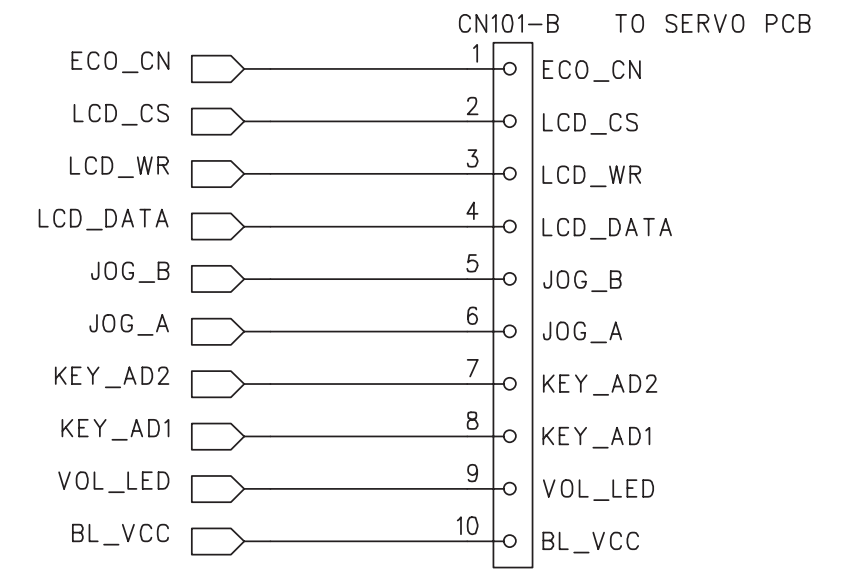 CN101-B TO SERVO PCB
ECO_CN 1 ECO_CN
LCD_CS 2 LCD_CS
LCD_WR 3 LCD_WR
LCD_DATA 4 LCD_DATA
JOG_B 5 JOG_B
JOG_A 6 JOG_A
KEY_AD2 7 KEY_AD2
KEY_AD1 8 KEY_AD1
VOL_LED 9 VOL_LED
BL_VCC 10 BL_VCC